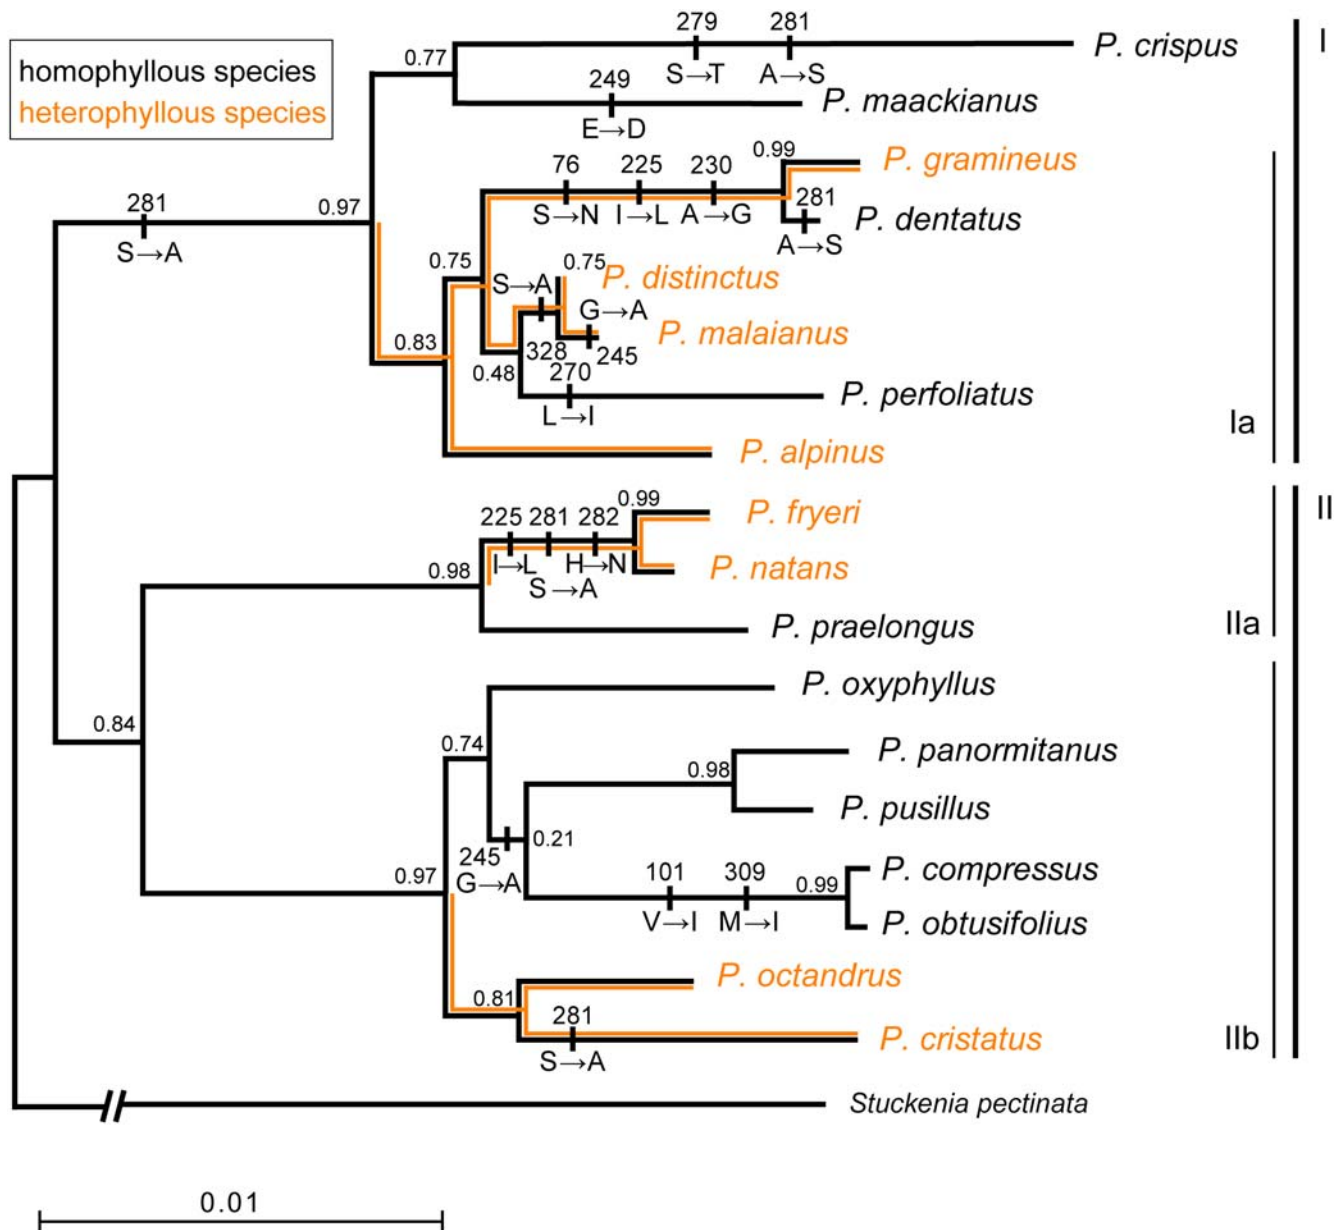 homophyllous species
heterophyllous species
279 281
0.77
S→T A→S
P. crispus
I
249
E→D
P. maackianus
0.99
P. gramineus
76 225 230
S→N I→L A→G
281
A→S
P. dentatus
281
S→A
0.97
0.75
S→A
0.75
P. distinctus
G→A
P. malaianus
0.83
328
245
0.48
270
L→I
P. perfoliatus
Ia
P. alpinus
II
0.99
P. fryeri
225 281 282
I→L H→N
S→A
P. natans
0.98
P. praelongus
IIa
P. oxyphyllus
0.84
0.74
P. panormitanus
0.98
P. pusillus
0.21
245
G→A
0.97
101 309
V→I M→I
0.99
P. compressus
P. obtusifolius
P. octandrus
0.81
281
S→A
P. cristatus
IIb
Stuckenia pectinata
0.01